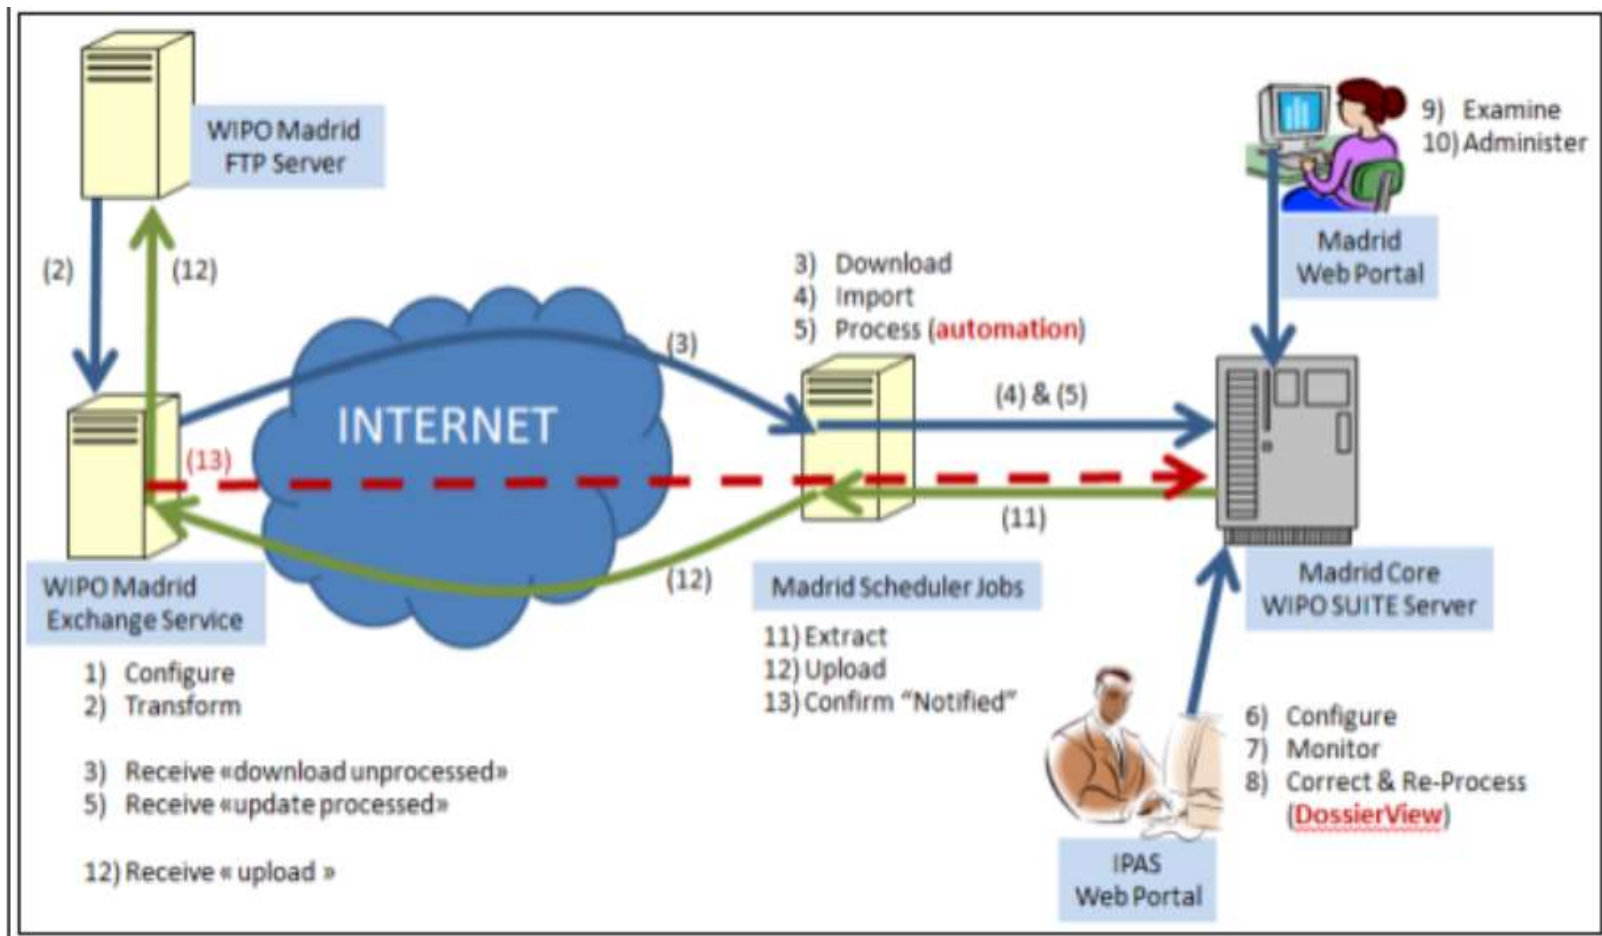 WIPO Madrid
FTP Server
(2)
(12)
INTERNET
(3)
(13)
(12)
WIPO Madrid
Exchange Service
1) Configure
2) Transform
3) Receive «download unprocessed»
5) Receive «update processed»
12) Receive « upload »
3) Download
4) Import
5) Process (automation)
(4) & (5)
(11)
Madrid Scheduler Jobs
11) Extract
12) Upload
13) Confirm “Notified”
9) Examine
10) Administer
Madrid
Web Portal
Madrid Core
WIPO SUITE Server
6) Configure
7) Monitor
8) Correct & Re-Process
(DossierView)
IPAS
Web Portal